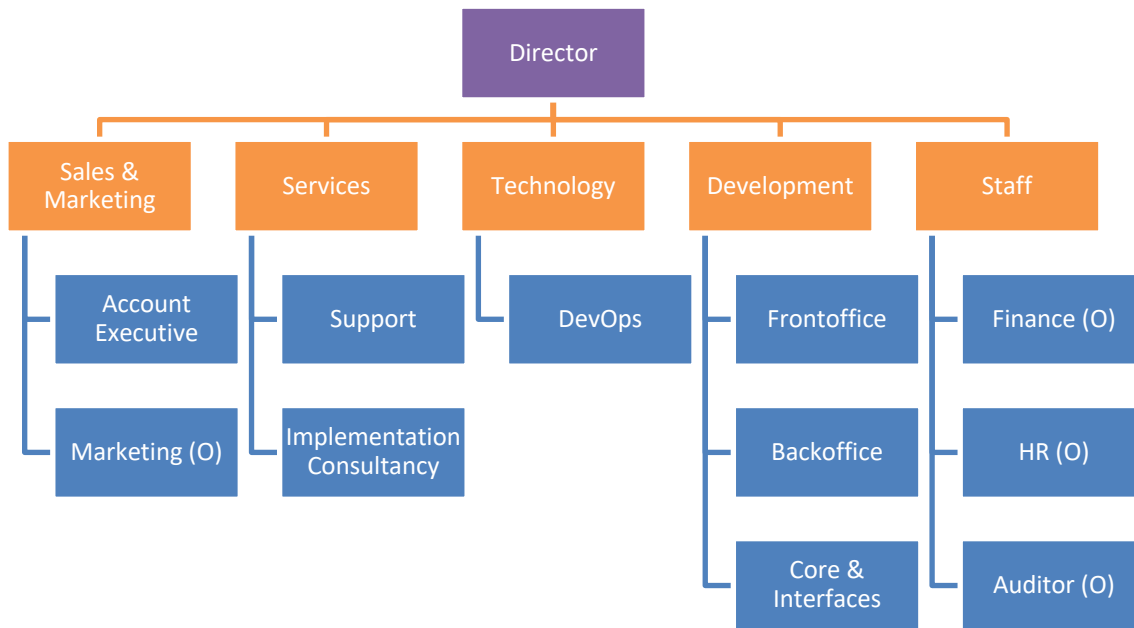 Director
Sales &
Marketing
Services
Technology
Development
Staff
Account
Executive
Support
DevOps
Frontoffice
Finance (O)
Marketing (O)
Implementation
Consultancy
Backoffice
HR (O)
Core &
Interfaces
Auditor (O)